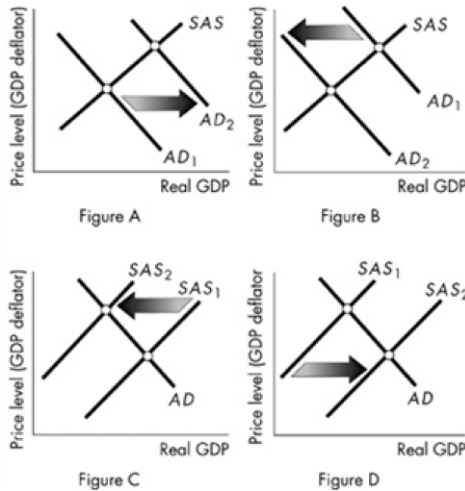 Price level (GDP deflator)
SAS
AD₂
AD₁
Real GDP
Figure A
Price level (GDP deflator)
SAS
AD₁
AD₂
Real GDP
Figure B
Price level (GDP deflator)
SAS₂
SAS₁
AD
Real GDP
Figure C
Price level (GDP deflator)
SAS₁
SAS₂
AD
Real GDP
Figure D